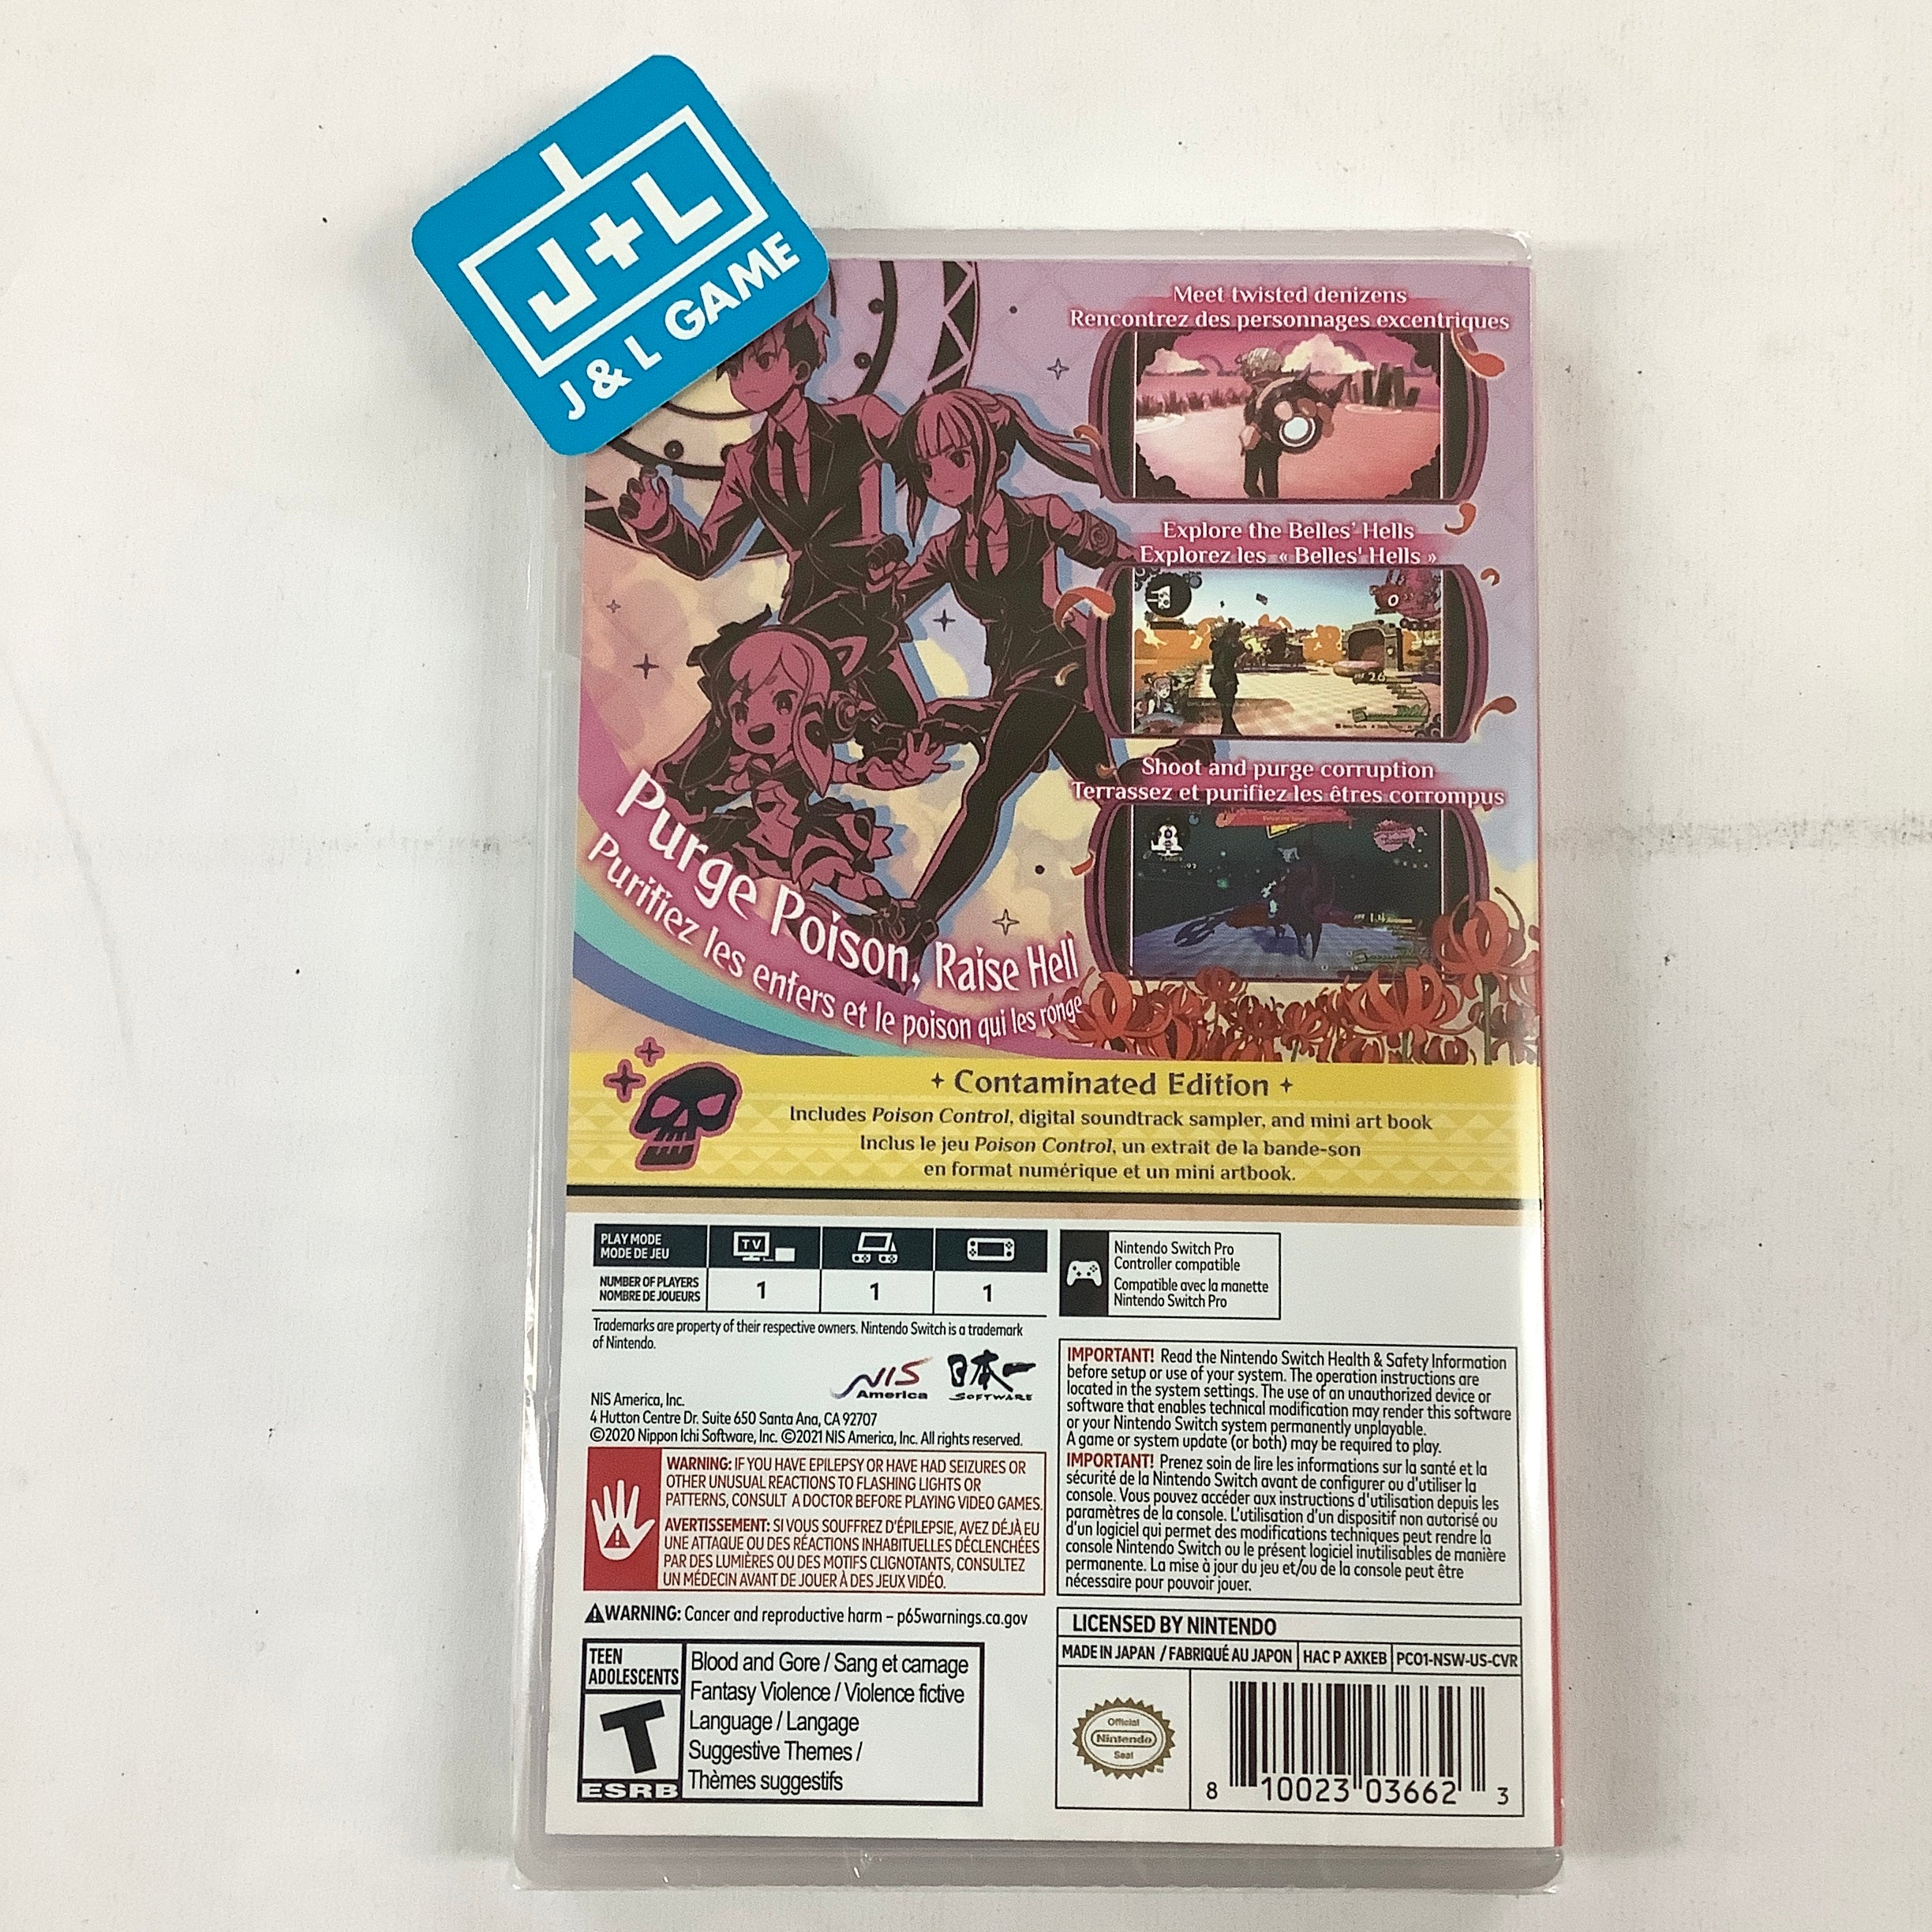 J+L
J & L GAME
Meet twisted denizens
Rencontrez des personnages excentriques
Explore the Belles' Hells
Explorez les « Belles' Hells »
Shoot and purge corruption
Terrassez et purifiez les êtres corrompus
Purge Poison, Raise Hell
Purifiez les enfers et le poison qui les ronge
Contaminated Edition
Includes Poison Control, digital soundtrack sampler, and mini art book
Inclus le jeu Poison Control, un extrait de la bande-son
en format numérique et un mini artbook.
PLAY MODE
MODE DE JEU
TV
NUMBER OF PLAYERS
NOMBRE DE JOUEURS
1 1 1
Nintendo Switch Pro
Controller compatible
Compatible avec la manette
Nintendo Switch Pro
Trademarks are property of their respective owners. Nintendo Switch is a trademark
of Nintendo.
NIS
America
日本一
SOFTWARE
NIS America, Inc.
4 Hutton Centre Dr. Suite 650 Santa Ana, CA 92707
©2020 Nippon Ichi Software, Inc. ©2021 NIS America, Inc. All rights reserved.
WARNING: IF YOU HAVE EPILEPSY OR HAVE HAD SEIZURES OR
OTHER UNUSUAL REACTIONS TO FLASHING LIGHTS OR
PATTERNS, CONSULT A DOCTOR BEFORE PLAYING VIDEO GAMES.
AVERTISSEMENT: SI VOUS SOUFFREZ D'ÉPILEPSIE, AVEZ DÉJÀ EU
UNE ATTAQUE OU DES RÉACTIONS INHABITUELLES DÉCLENCHÉES
PAR DES LUMIÈRES OU DES MOTIFS CLIGNOTANTS, CONSULTEZ
UN MÉDECIN AVANT DE JOUER À DES JEUX VIDÉO.
WARNING: Cancer and reproductive harm – p65warnings.ca.gov
TEEN
ADOLESCENTS
T
ESRB
Blood and Gore / Sang et carnage
Fantasy Violence / Violence fictive
Language / Langage
Suggestive Themes /
Thèmes suggestifs
IMPORTANT! Read the Nintendo Switch Health & Safety Information
before setup or use of your system. The operation instructions are
located in the system settings. The use of an unauthorized device or
software that enables technical modification may render this software
or your Nintendo Switch system permanently unplayable.
A game or system update (or both) may be required to play.
IMPORTANT! Prenez soin de lire les informations sur la santé et la
sécurité de la Nintendo Switch avant de configurer ou d'utiliser la
console. Vous pouvez accéder aux instructions d'utilisation depuis les
paramètres de la console. L'utilisation d'un dispositif non autorisé ou
d'un logiciel qui permet des modifications techniques peut rendre la
console Nintendo Switch ou le présent logiciel inutilisables de manière
permanente. La mise à jour du jeu et/ou de la console peut être
nécessaire pour pouvoir jouer.
LICENSED BY NINTENDO
MADE IN JAPAN / FABRIQUÉ AU JAPON HAC P AXKEB PC01-NSW-US-CVR
Official
Nintendo
Seal
8 10023 03662 3